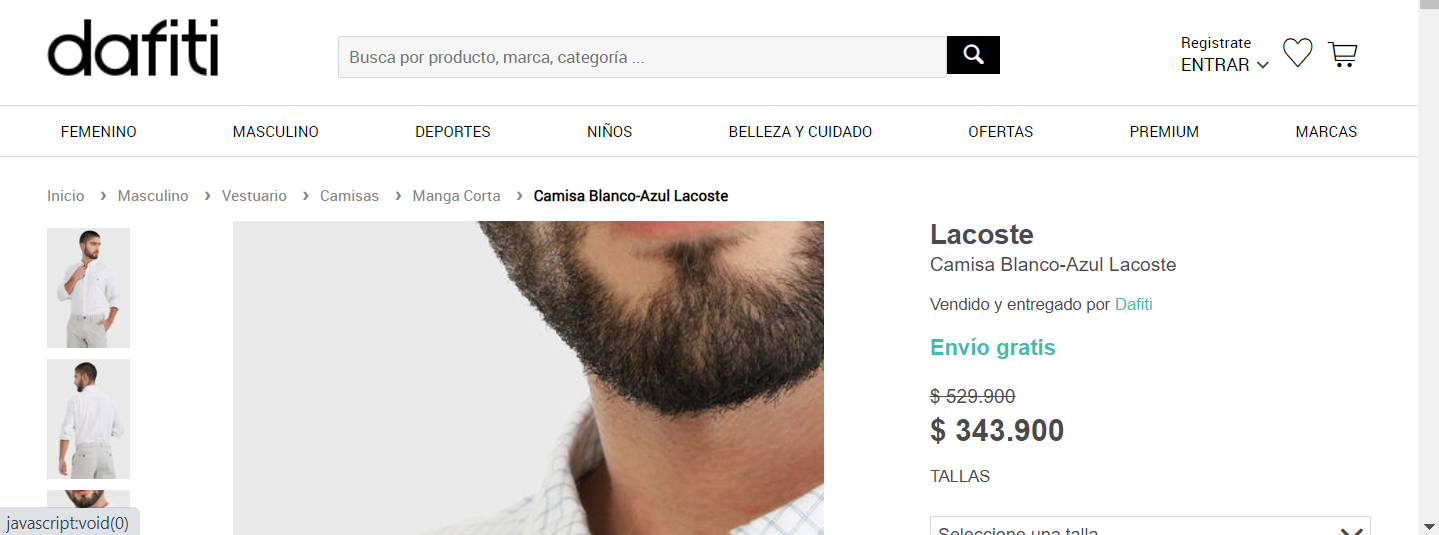 dafiti
Busca por producto, marca, categoría ...
Registrate
ENTRAR
FEMENINO MASCULINO DEPORTES NIÑOS BELLEZA Y CUIDADO OFERTAS PREMIUM MARCAS
Inicio › Masculino › Vestuario › Camisas › Manga Corta › Camisa Blanco-Azul Lacoste
Lacoste
Camisa Blanco-Azul Lacoste
Vendido y entregado por Dafiti
Envío gratis
$ 529.900
$ 343.900
TALLAS
Seleccione una talla
javascript:void(0)